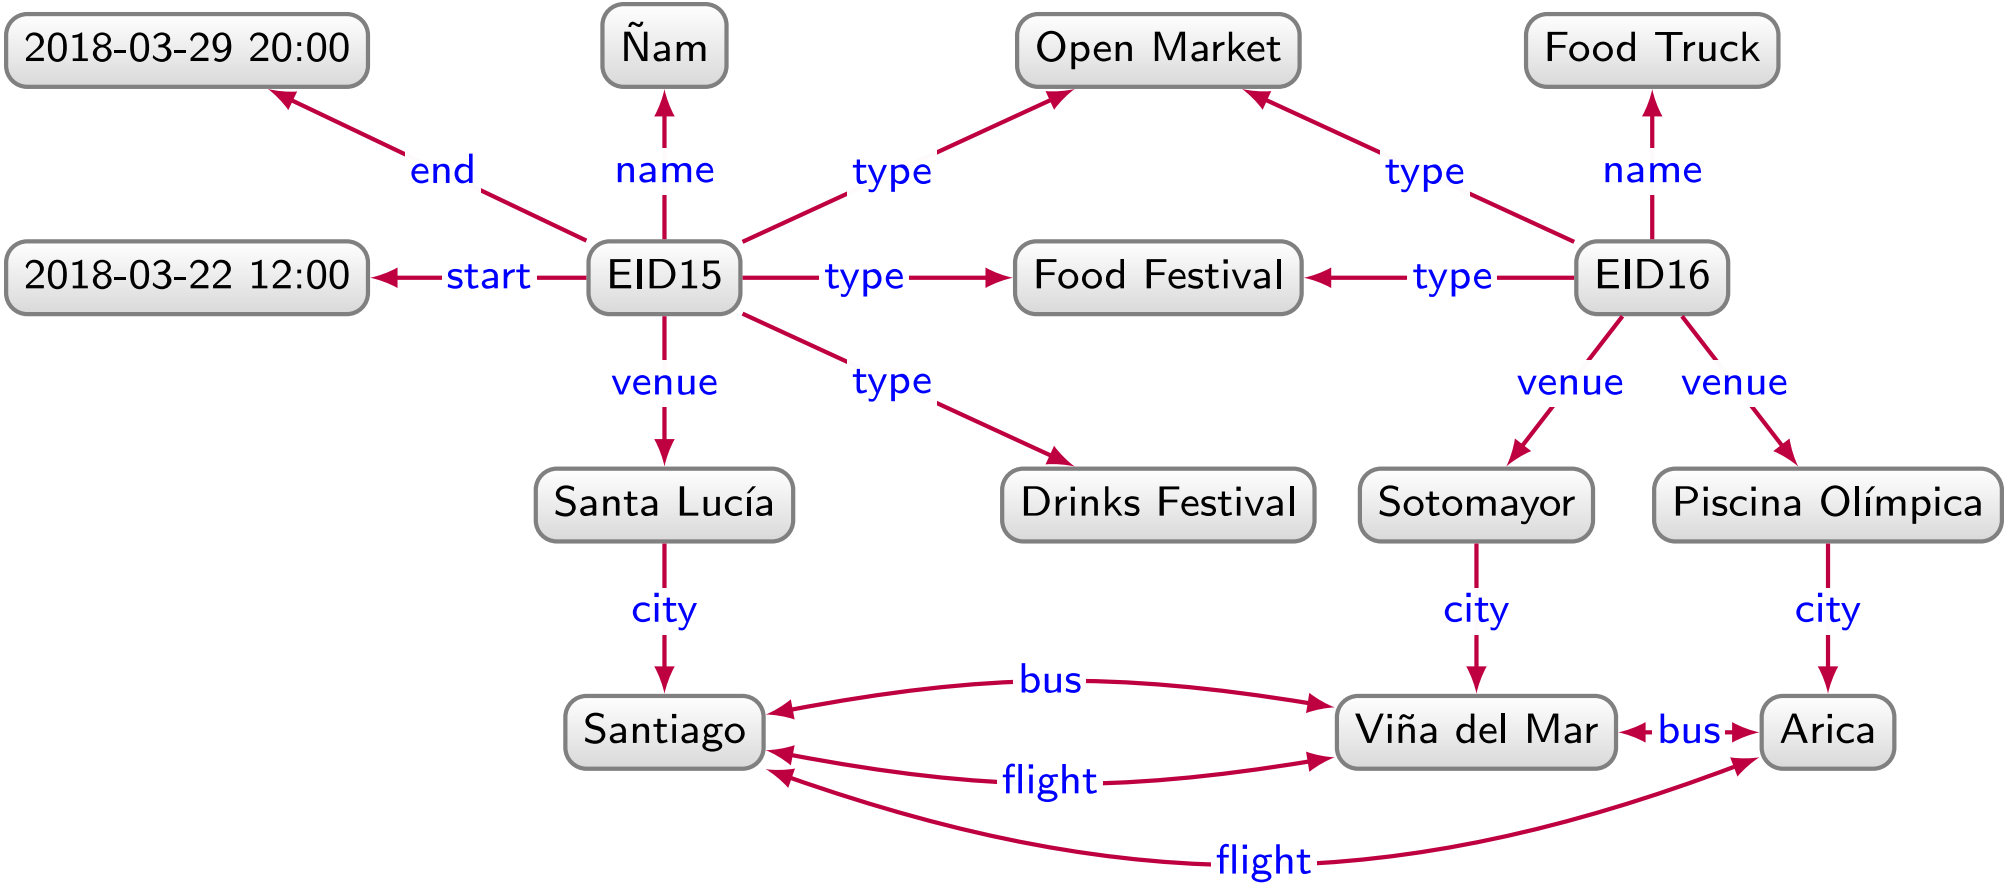 2018-03-29 20:00
Ñam
Open Market
Food Truck
end
name
type
type
name
2018-03-22 12:00
start
EID15
type
Food Festival
type
EID16
venue
type
venue
venue
Santa Lucía
Drinks Festival
Sotomayor
Piscina Olímpica
city
city
city
bus
Santiago
Viña del Mar
bus
Arica
flight
flight